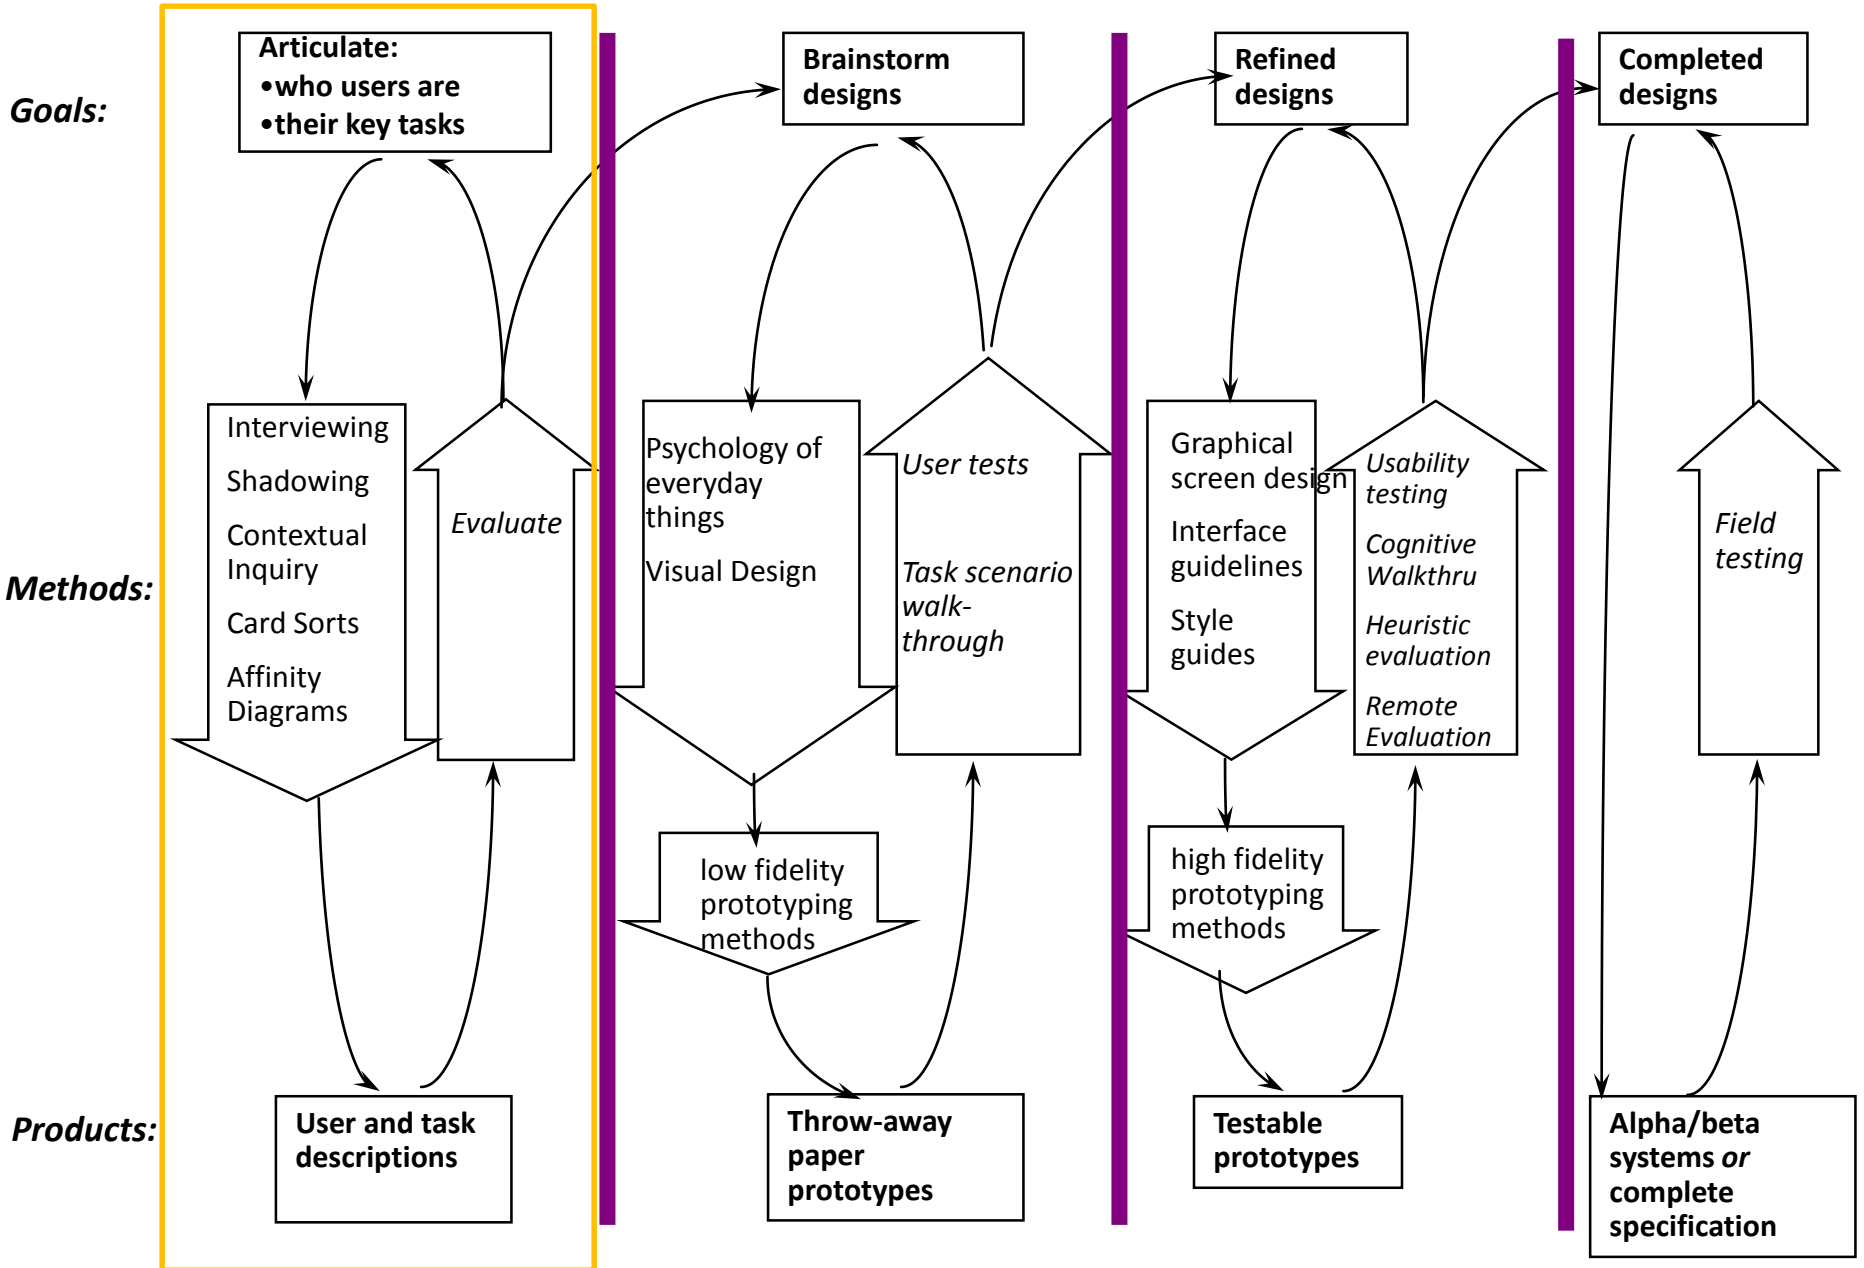 Goals:
Articulate:
•who users are
•their key tasks
Brainstorm
designs
Refined
designs
Completed
designs
Methods:
Interviewing
Shadowing
Contextual
Inquiry
Card Sorts
Affinity
Diagrams
Evaluate
Psychology of
everyday
things
Visual Design
User tests
Task scenario
walk-
through
Graphical
screen design
Interface
guidelines
Style
guides
Usability
testing
Cognitive
Walkthru
Heuristic
evaluation
Remote
Evaluation
Field
testing
low fidelity
prototyping
methods
high fidelity
prototyping
methods
Products:
User and task
descriptions
Throw-away
paper
prototypes
Testable
prototypes
Alpha/beta
systems or
complete
specification